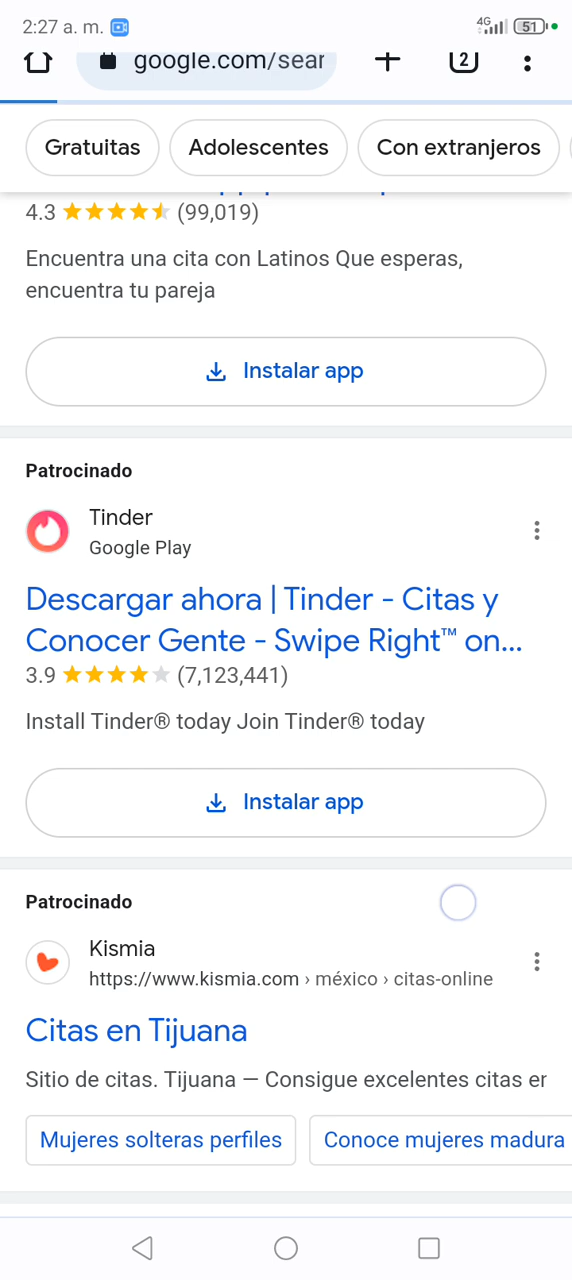 2:27 a. m.
4G
51
google.com/sear
2
Gratuitas
Adolescentes
Con extranjeros
4.3 (99,019)
Encuentra una cita con Latinos Que esperas,
encuentra tu pareja
Instalar app
Patrocinado
Tinder
Google Play
Descargar ahora | Tinder - Citas y
Conocer Gente - Swipe Right™ on...
3.9 (7,123,441)
Install Tinder® today Join Tinder® today
Instalar app
Patrocinado
Kismia
https://www.kismia.com › méxico › citas-online
Citas en Tijuana
Sitio de citas. Tijuana — Consigue excelentes citas er
Mujeres solteras perfiles
Conoce mujeres madura